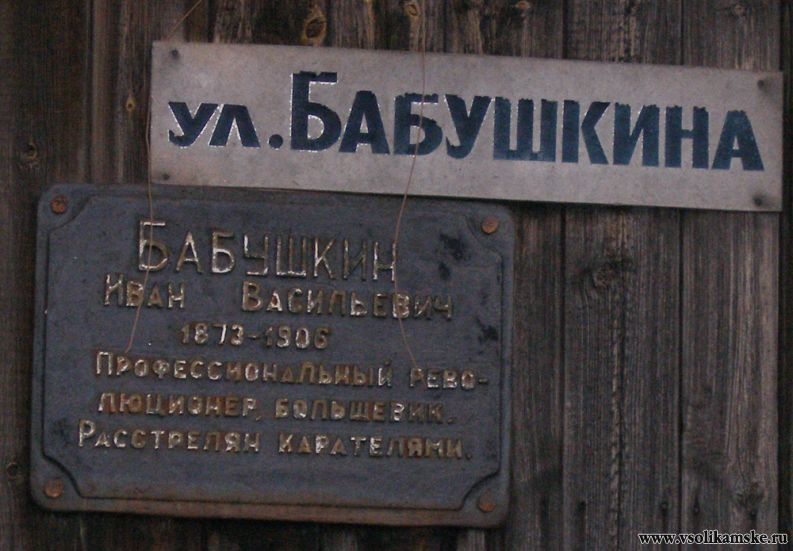 ул. БАБУШКИНА
БАБУШКИН
ИВАН ВАСИЛЬЕВИЧ
1873-1906
ПРОФЕССИОНАЛЬНЫЙ РЕВО-
ЛЮЦИОНЕР, БОЛЬШЕВИК.
РАССТРЕЛЯН КАРАТЕЛЯМИ.
www.vsolikamske.ru